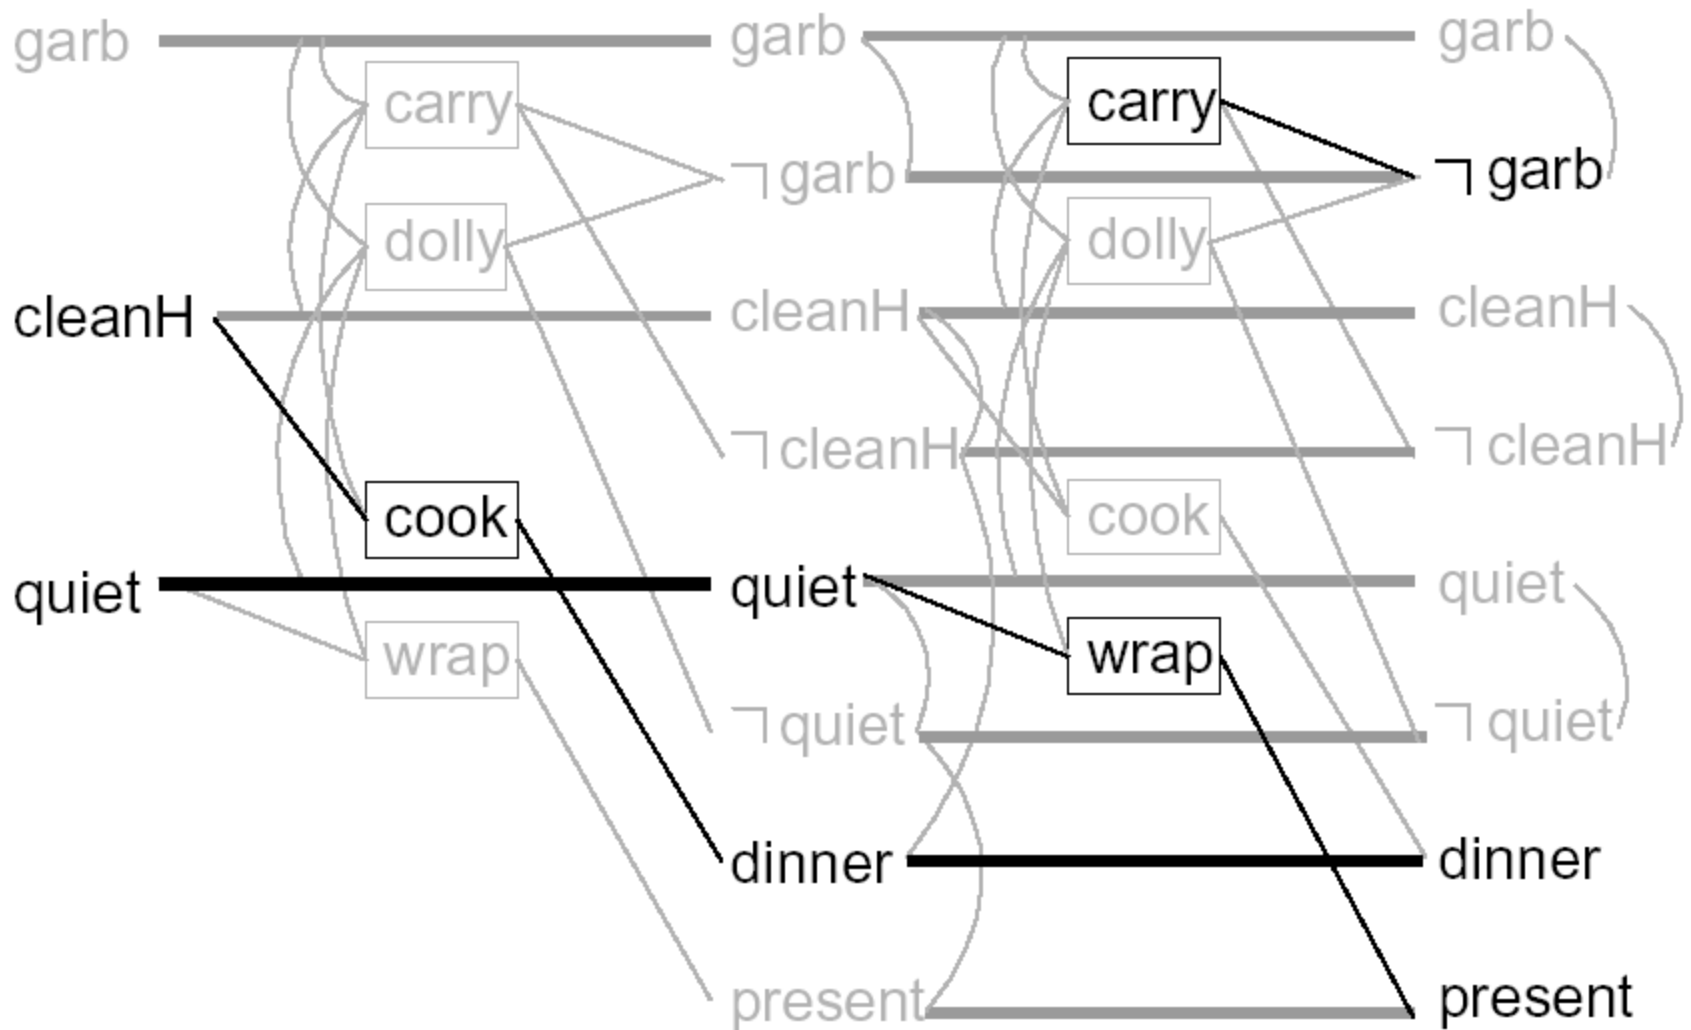 garb garb garb
carry carry
¬ garb ¬ garb
dolly dolly
cleanH cleanH cleanH
¬ cleanH ¬ cleanH
cook cook
quiet quiet quiet
wrap wrap
¬ quiet ¬ quiet
dinner dinner
present present